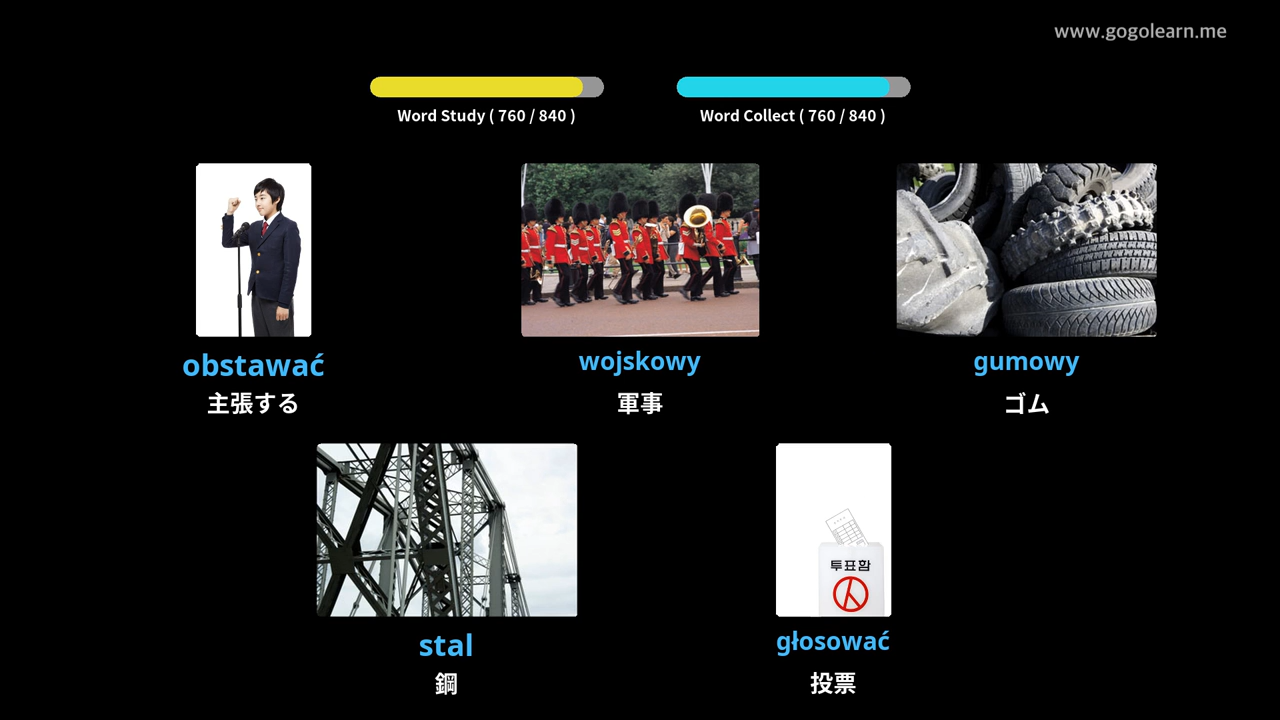 www.gogolearn.me
Word Study ( 760 / 840 )
Word Collect ( 760 / 840 )
obstawać
主張する
wojskowy
軍事
gumowy
ゴム
stal
鋼
투표함
głosować
投票